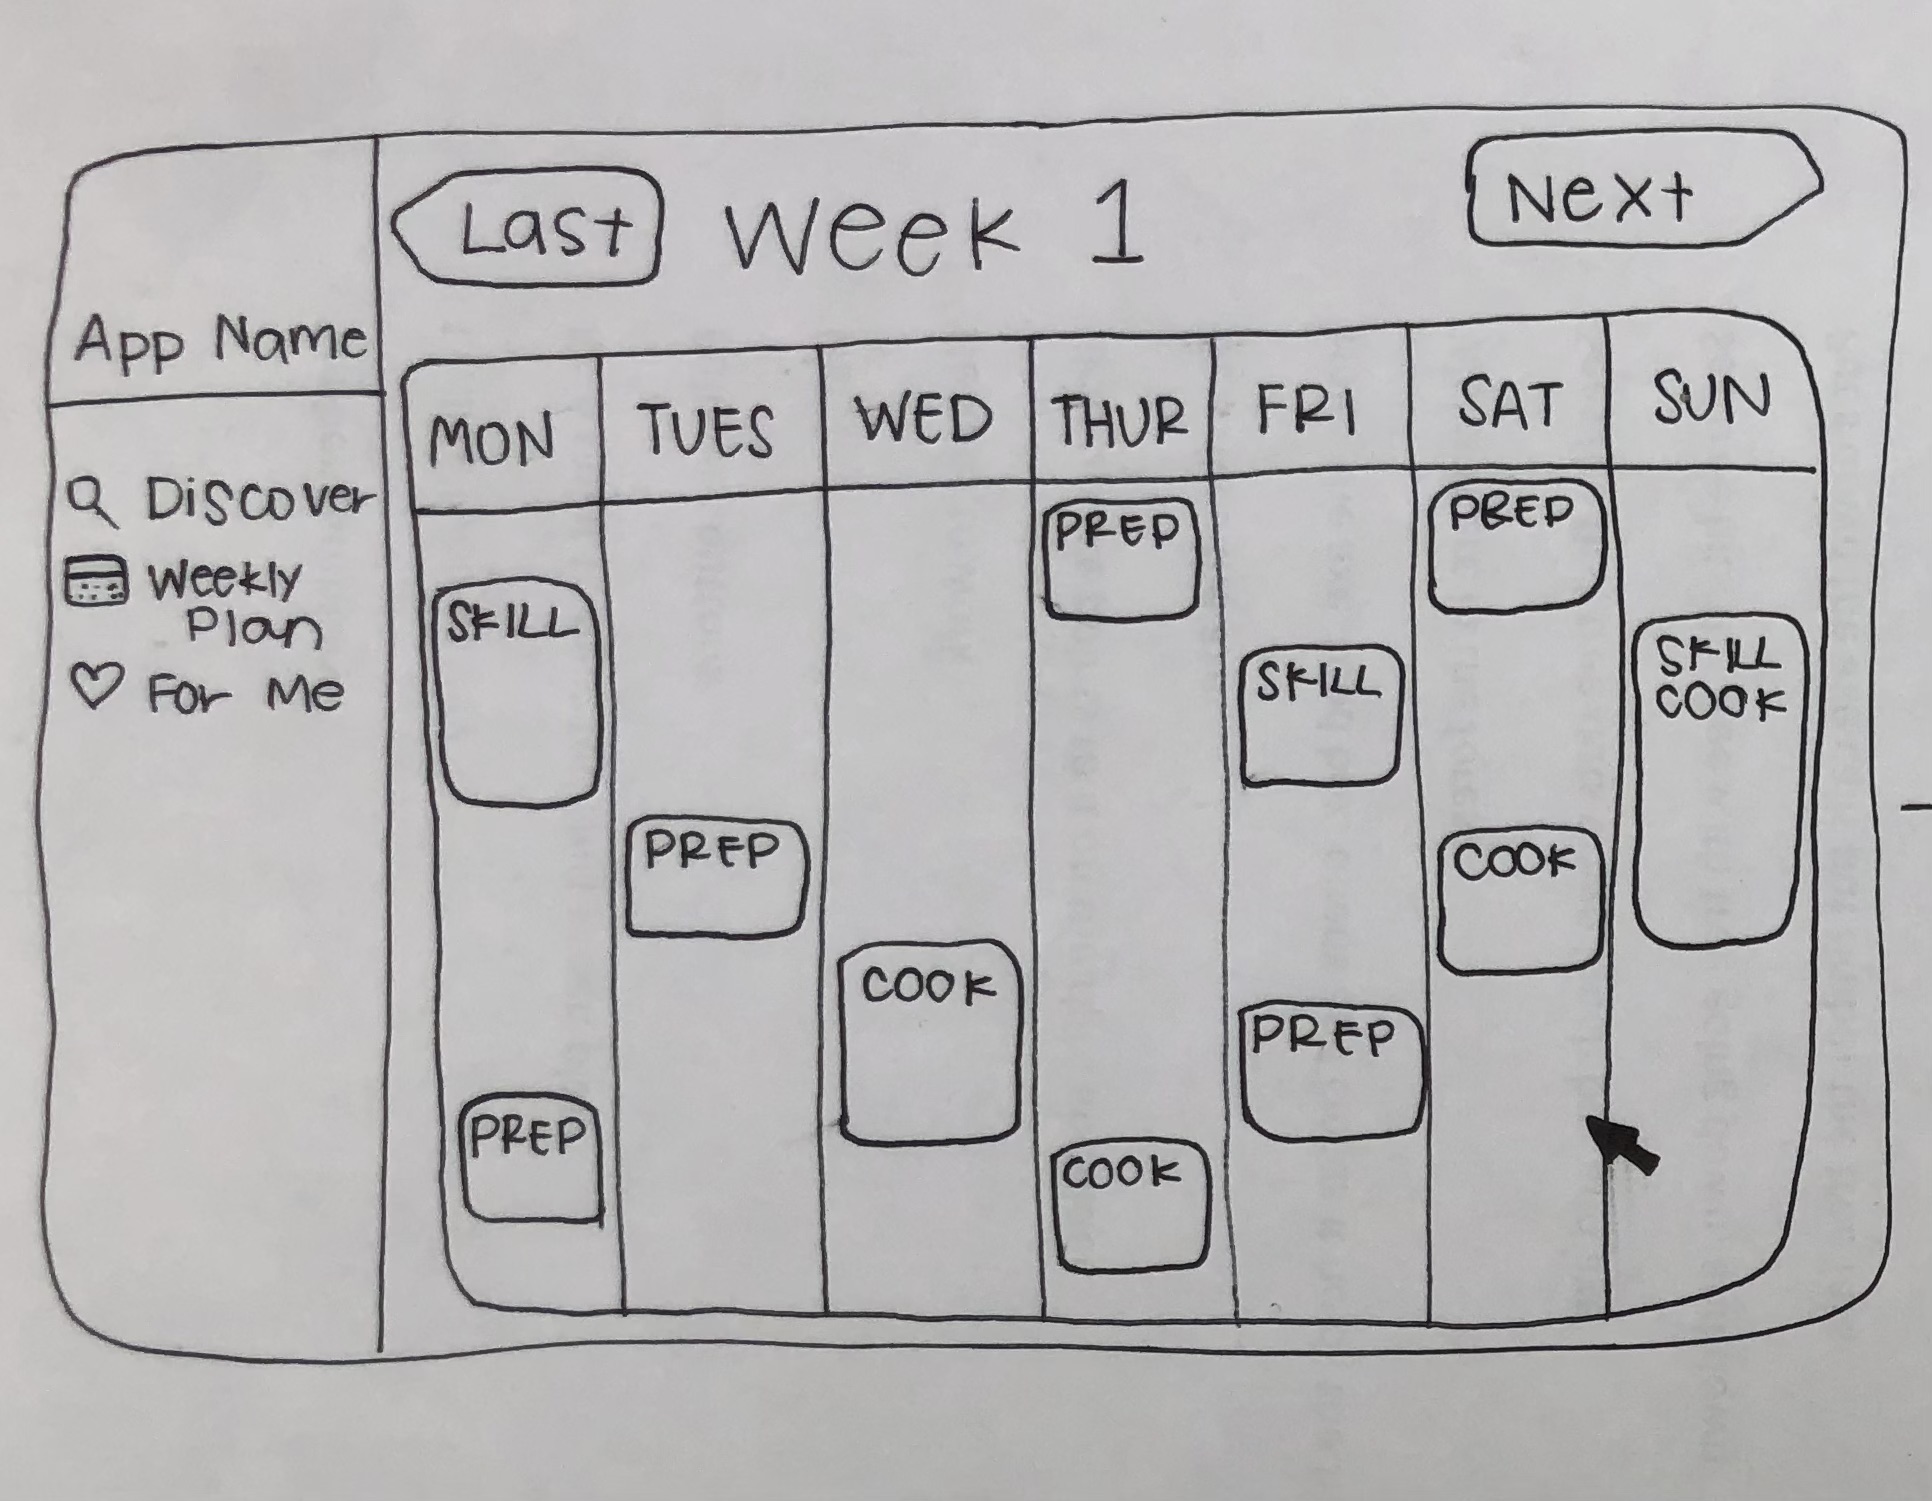 Last Week 1 Next
App Name
Discover
Weekly
Plan
For Me
MON TUES WED THUR FRI SAT SUN
SKILL
PREP
PREP
COOK
PREP
COOK
SKILL
PREP
PREP
COOK
SKILL
COOK